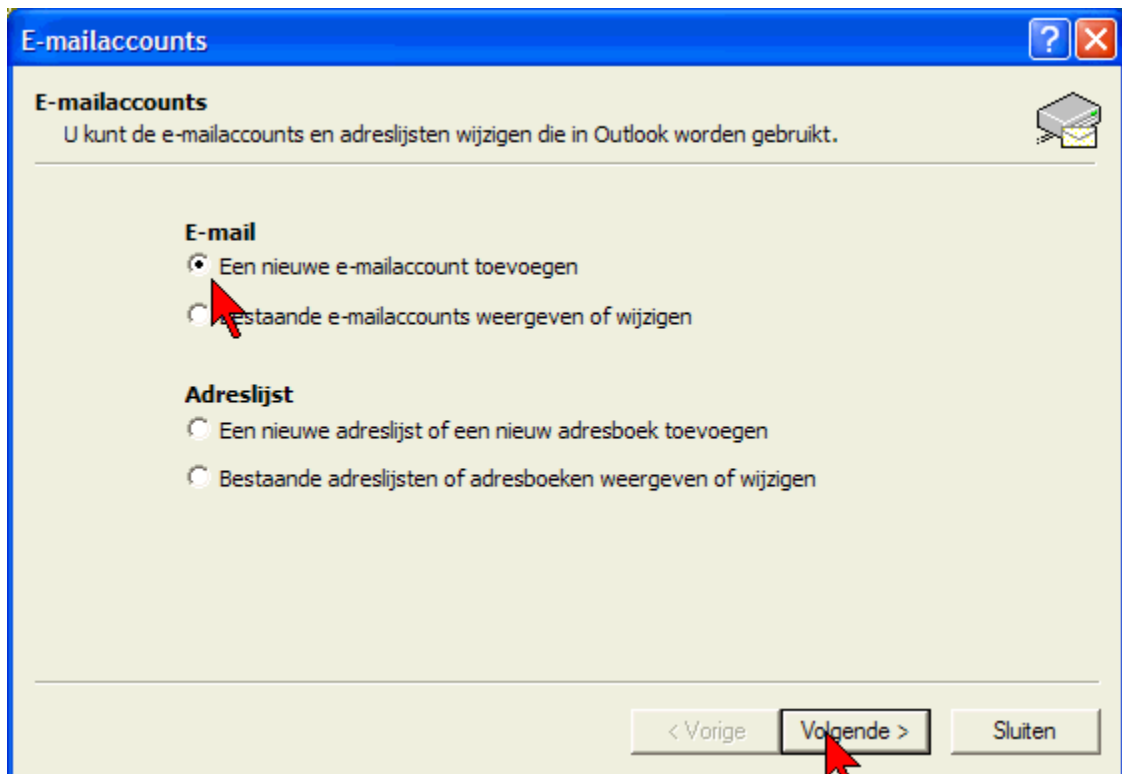 E-mailaccounts
E-mailaccounts
U kunt de e-mailaccounts en adreslijsten wijzigen die in Outlook worden gebruikt.
E-mail
Een nieuwe e-mailaccount toevoegen
Bestaande e-mailaccounts weergeven of wijzigen
Adreslijst
Een nieuwe adreslijst of een nieuw adresboek toevoegen
Bestaande adreslijsten of adresboeken weergeven of wijzigen
< Vorige Volgende > Sluiten